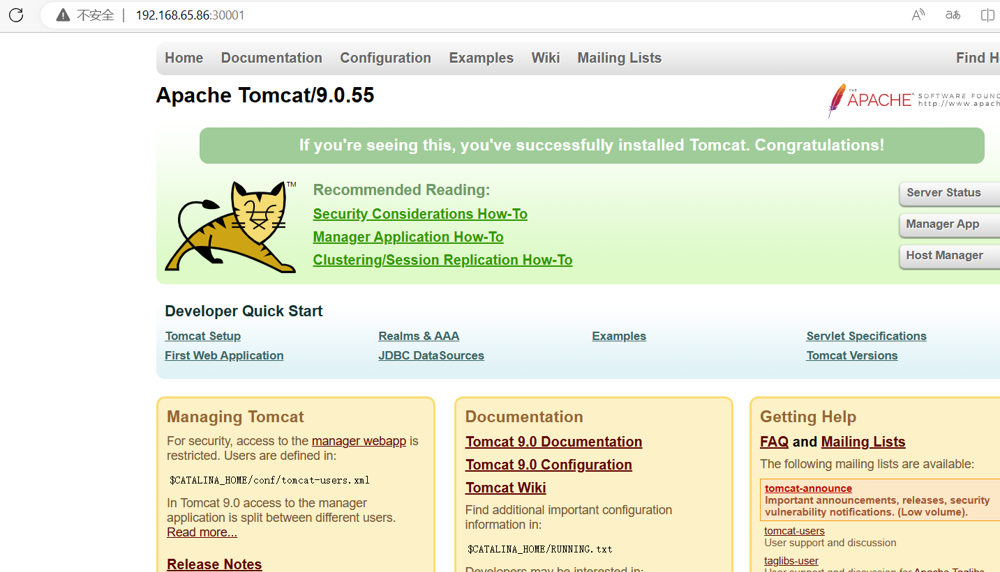 不安全 | 192.168.65.86:30001
Home Documentation Configuration Examples Wiki Mailing Lists Find H
Apache Tomcat/9.0.55
THE APACHE SOFTWARE FOUND
http://www.apach
If you're seeing this, you've successfully installed Tomcat. Congratulations!
TM
Recommended Reading:
Security Considerations How-To
Manager Application How-To
Clustering/Session Replication How-To
Server Status
Manager App
Host Manager
Developer Quick Start
Tomcat Setup
First Web Application
Realms & AAA
JDBC DataSources
Examples
Servlet Specifications
Tomcat Versions
Managing Tomcat
For security, access to the manager webapp is
restricted. Users are defined in:
$CATALINA_HOME/conf/tomcat-users.xml
In Tomcat 9.0 access to the manager
application is split between different users.
Read more...
Release Notes
Documentation
Tomcat 9.0 Documentation
Tomcat 9.0 Configuration
Tomcat Wiki
Find additional important configuration
information in:
$CATALINA_HOME/RUNNING.txt
Developers may be interested in:
Getting Help
FAQ and Mailing Lists
The following mailing lists are available:
tomcat-announce
Important announcements, releases, security
vulnerability notifications. (Low volume).
tomcat-users
User support and discussion
taglibs-user
User support and discussion for Apache Taglibs